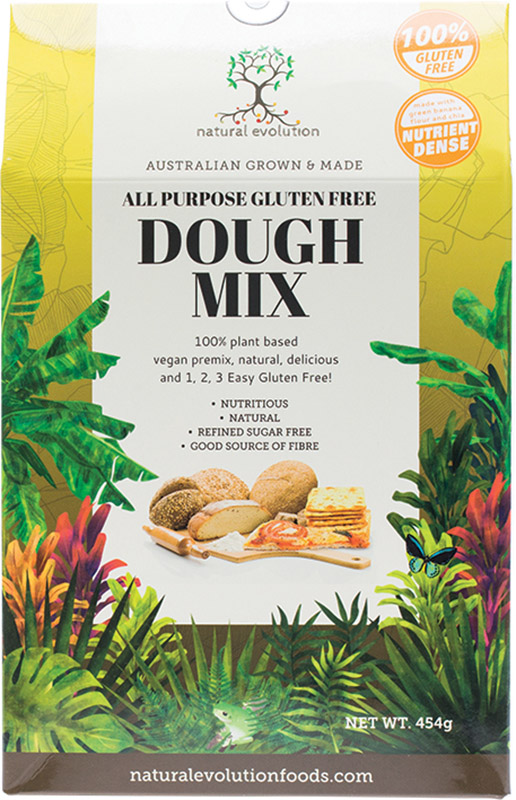 100%
GLUTEN
FREE
made with
green banana
flour and chia
NUTRIENT
DENSE
natural evolution
AUSTRALIAN GROWN & MADE
ALL PURPOSE GLUTEN FREE
DOUGH
MIX
100% plant based
vegan premix, natural, delicious
and 1, 2, 3 Easy Gluten Free!
• NUTRITIOUS
• NATURAL
• REFINED SUGAR FREE
• GOOD SOURCE OF FIBRE
NET WT. 454g
naturalevolutionfoods.com